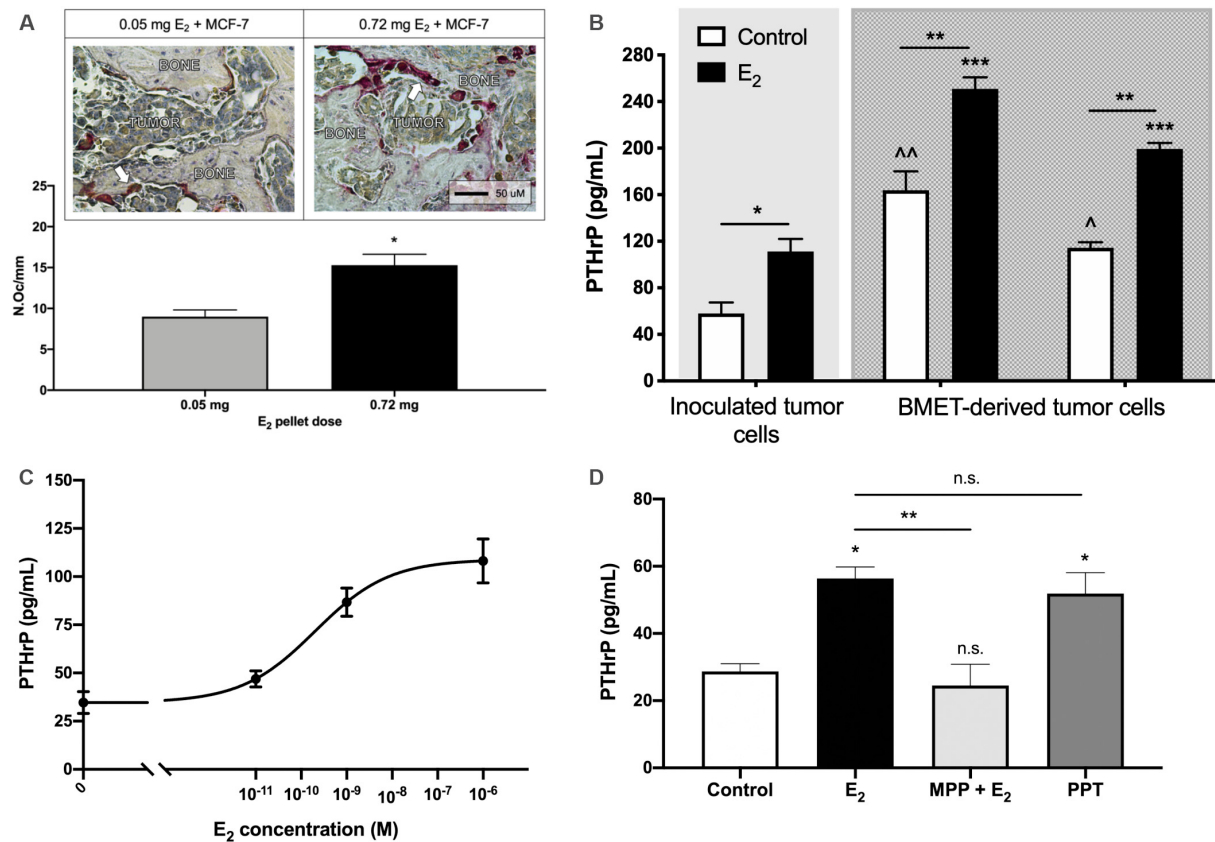 A
0.05 mg E₂ + MCF-7
0.72 mg E₂ + MCF-7
BONE
TUMOR
BONE
BONE
TUMOR
BONE
BONE
50 uM
N.Oc/mm
25
20
15
10
5
0
*
0.05 mg
0.72 mg
E₂ pellet dose
B
Control
E₂
PTHrP (pg/mL)
280
240
200
160
120
80
40
0
*
^^
**
***
^
**
***
Inoculated tumor
cells
BMET-derived tumor cells
C
PTHrP (pg/mL)
150
125
100
75
50
25
0
0
10⁻¹¹
10⁻¹⁰
10⁻⁹
10⁻⁸
10⁻⁷
10⁻⁶
E₂ concentration (M)
D
PTHrP (pg/mL)
80
60
40
20
0
n.s.
**
*
n.s.
*
Control
E₂
MPP + E₂
PPT